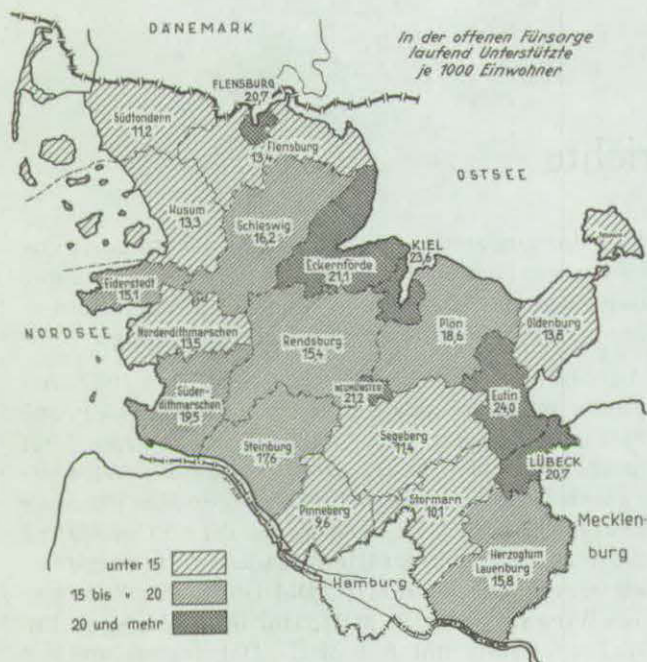 DÄNEMARK
In der offenen Fürsorge
laufend Unterstützte
je 1000 Einwohner
FLENSBURG
20,7
Südtondern
11,2
Flensburg
13,4
OSTSEE
Husum
13,3
Schleswig
16,2
KIEL
23,6
Eckernförde
21,1
Eiderstedt
15,1
NORDSEE
Norderdithmarschen
13,5
Rendsburg
15,4
Plön
18,6
Oldenburg
13,8
Süder-
dithmarschen
19,5
NEUMÜNSTER
21,2
Eutin
24,0
Segeberg
11,4
Steinburg
17,6
LÜBECK
20,7
Pinneberg
9,6
Stormarn
10,1
Mecklen-
burg
Herzogtum
Lauenburg
15,8
Hamburg
unter 15
15 bis " 20
20 und mehr